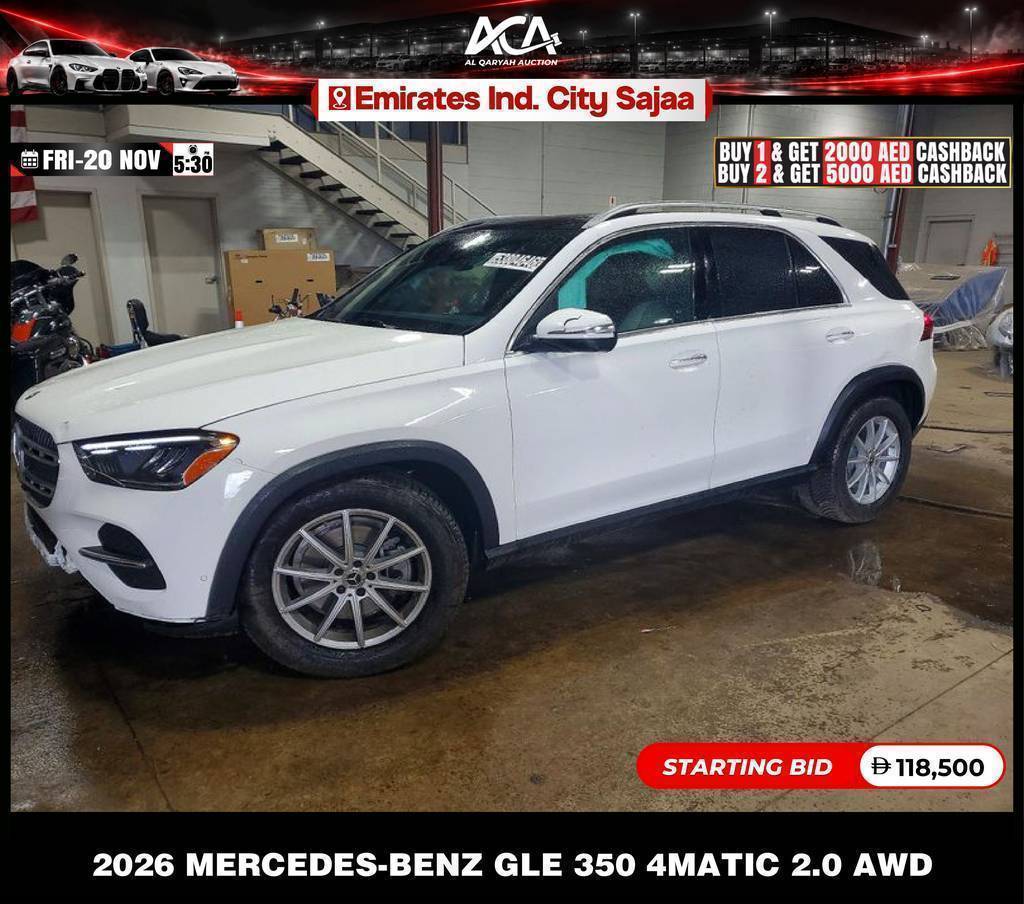 ACA
AL QARYAH AUCTION
Emirates Ind. City Sajaa
FRI-20 NOV 5:30
BUY 1 & GET 2000 AED CASHBACK
BUY 2 & GET 5000 AED CASHBACK
STARTING BID 118,500
2026 MERCEDES-BENZ GLE 350 4MATIC 2.0 AWD